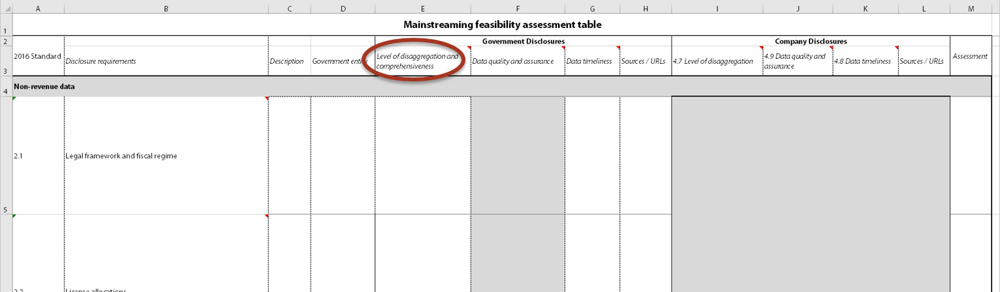 A B C D E F G H I J K L M
1 Mainstreaming feasibility assessment table
2 Government Disclosures Company Disclosures
3 2016 Standard Disclosure requirements Description Government entity Level of disaggregation and comprehensiveness Data quality and assurance Data timeliness Sources / URLs 4.7 Level of disaggregation 4.9 Data quality and assurance 4.8 Data timeliness Sources / URLs Assessment
4 Non-revenue data
5 2.1 Legal framework and fiscal regime
2.2 License allocations